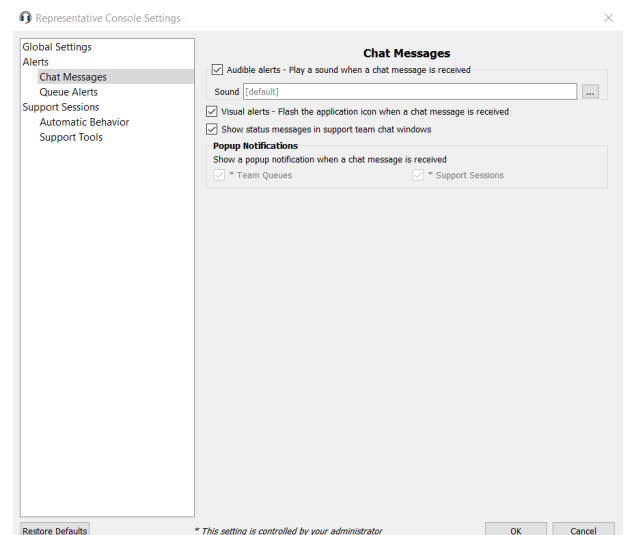 Representative Console Settings
Global Settings
Alerts
Chat Messages
Queue Alerts
Support Sessions
Automatic Behavior
Support Tools
Chat Messages
Audible alerts - Play a sound when a chat message is received
Sound [default] ...
Visual alerts - Flash the application icon when a chat message is received
Show status messages in support team chat windows
Popup Notifications
Show a popup notification when a chat message is received
* Team Queues * Support Sessions
Restore Defaults * This setting is controlled by your administrator OK Cancel